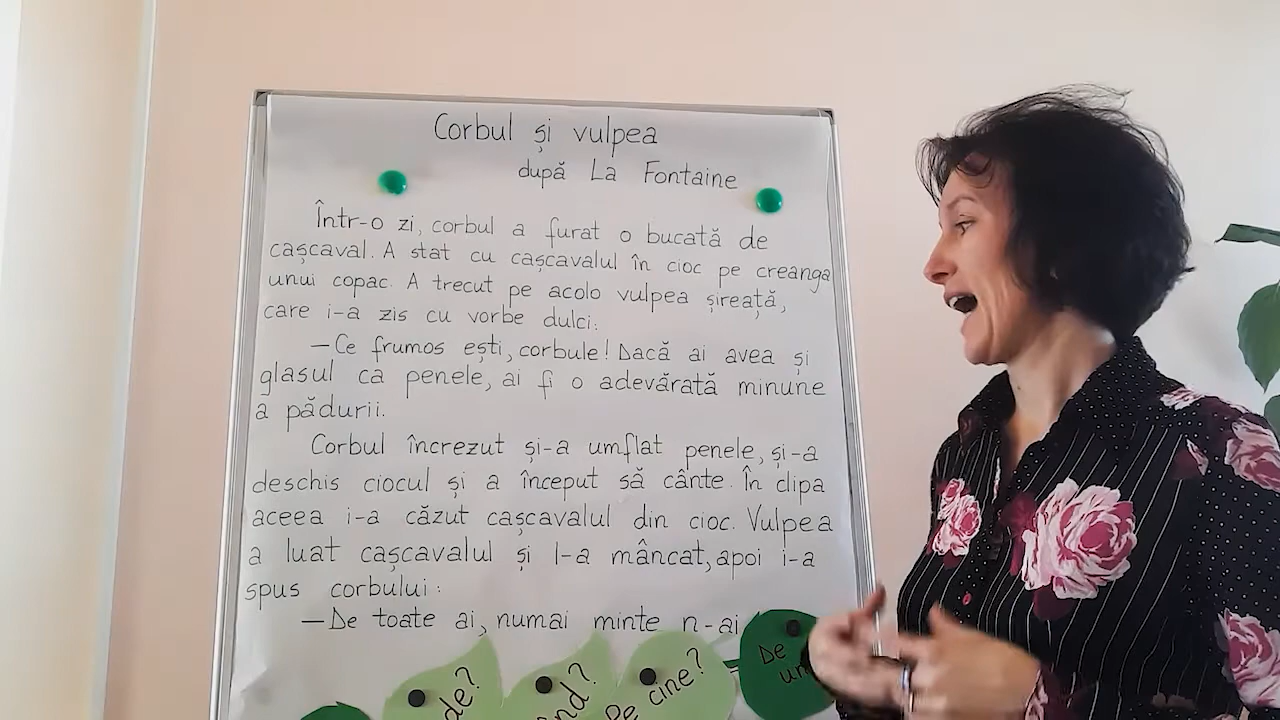 Corbul și vulpea
după La Fontaine
Într-o zi, corbul a furat o bucată de
cașcaval. A stat cu cașcavalul în cioc pe creanga
unui copac. A trecut pe acolo vulpea șireată,
care i-a zis cu vorbe dulci:
—Ce frumos ești, corbule! Dacă ai avea și
glasul ca penele, ai fi o adevărată minune
a pădurii.
Corbul încrezut și-a umflat penele, și-a
deschis ciocul și a început să cânte. În clipa
aceea i-a căzut cașcavalul din cioc. Vulpea
a luat cașcavalul și l-a mâncat, apoi i-a
spus corbului:
—De toate ai, numai minte n-ai
De cine?
De